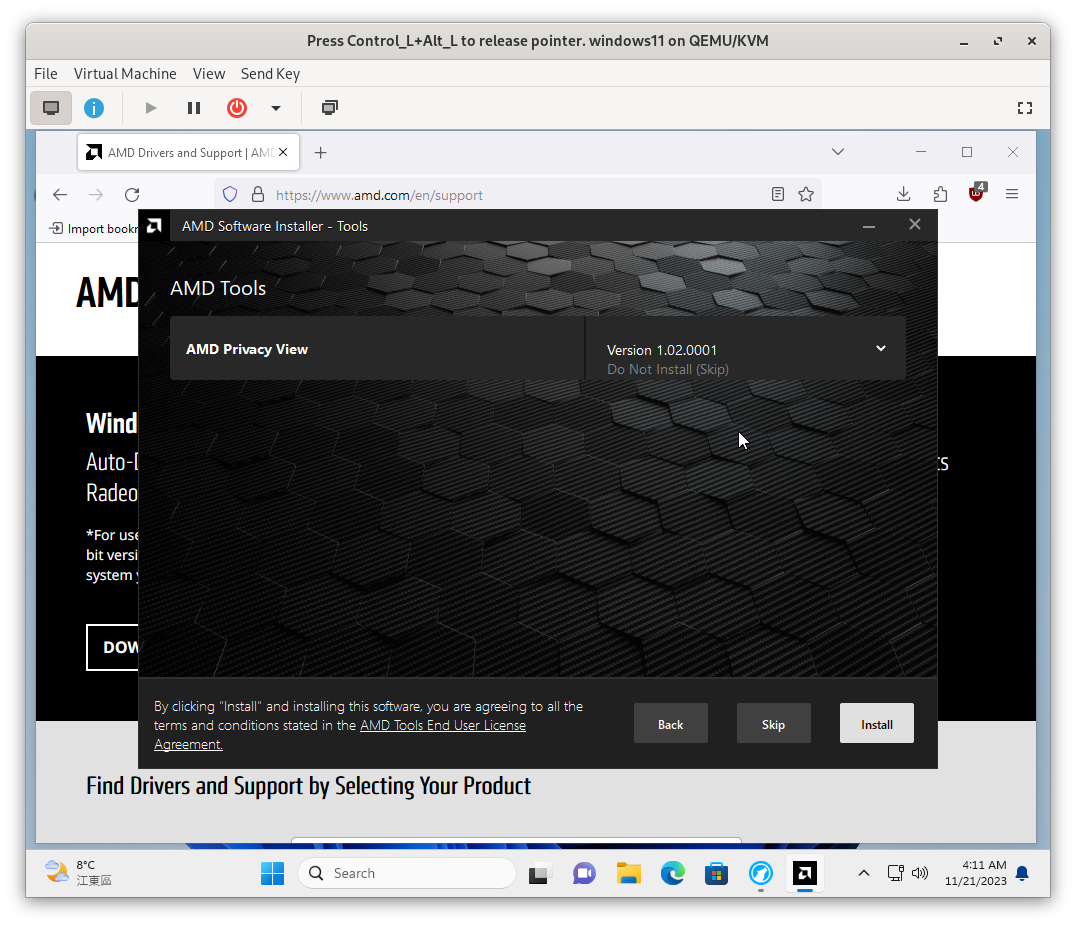 Press Control_L+Alt_L to release pointer. windows11 on QEMU/KVM
File Virtual Machine View Send Key
AMD Drivers and Support | AMD
https://www.amd.com/en/support
4
Import bookm
AMD Software Installer - Tools
AMD
AMD Tools
AMD Privacy View
Version 1.02.0001
Do Not Install (Skip)
Wind
Auto-D
ts
Radeo
*For use
bit versi
system y
DOW
By clicking "Install" and installing this software, you are agreeing to all the
terms and conditions stated in the AMD Tools End User License
Agreement.
Back Skip Install
Find Drivers and Support by Selecting Your Product
8°C
江東區
Search
4:11 AM
11/21/2023